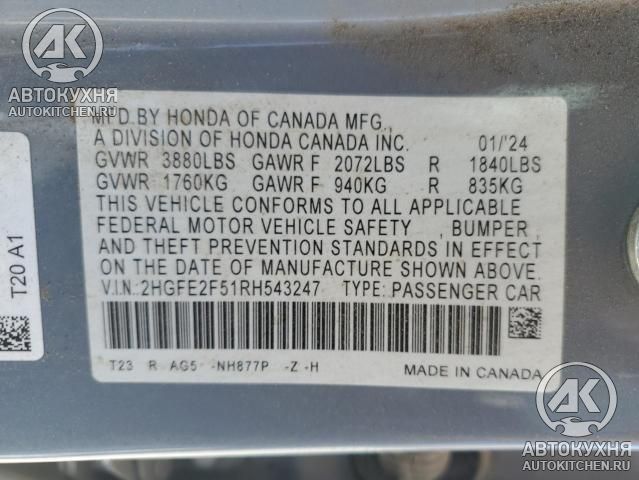 АК
АВТОКУХНЯ
AUTOKITCHEN.RU
MFD.BY HONDA OF CANADA MFG.,
A DIVISION OF HONDA CANADA INC. 01/'24
GVWR 3880LBS GAWR F 2072LBS R 1840LBS
GVWR 1760KG GAWR F 940KG R 835KG
THIS VEHICLE CONFORMS TO ALL APPLICABLE
FEDERAL MOTOR VEHICLE SAFETY , BUMPER,
AND THEFT PREVENTION STANDARDS IN EFFECT
ON THE DATE OF MANUFACTURE SHOWN ABOVE.
V.I.N.:2HGFE2F51RH543247 TYPE:PASSENGER CAR
T23 R AG5 -NH877P -Z -H
MADE IN CANADA
T20 A1
АК
АВТОКУХНЯ
AUTOKITCHEN.RU